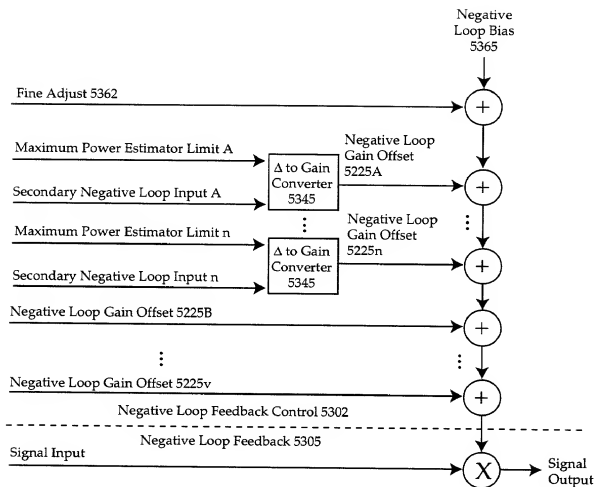 Negative
Loop Bias
5365
Fine Adjust 5362
+
Maximum Power Estimator Limit A
Negative Loop
Gain Offset
5225A
Δ to Gain
Converter
5345
+
Secondary Negative Loop Input A
Maximum Power Estimator Limit n
Negative Loop
Gain Offset
5225n
Δ to Gain
Converter
5345
+
Secondary Negative Loop Input n
Negative Loop Gain Offset 5225B
+
Negative Loop Gain Offset 5225v
+
Negative Loop Feedback Control 5302
Negative Loop Feedback 5305
Signal Input
X
Signal
Output